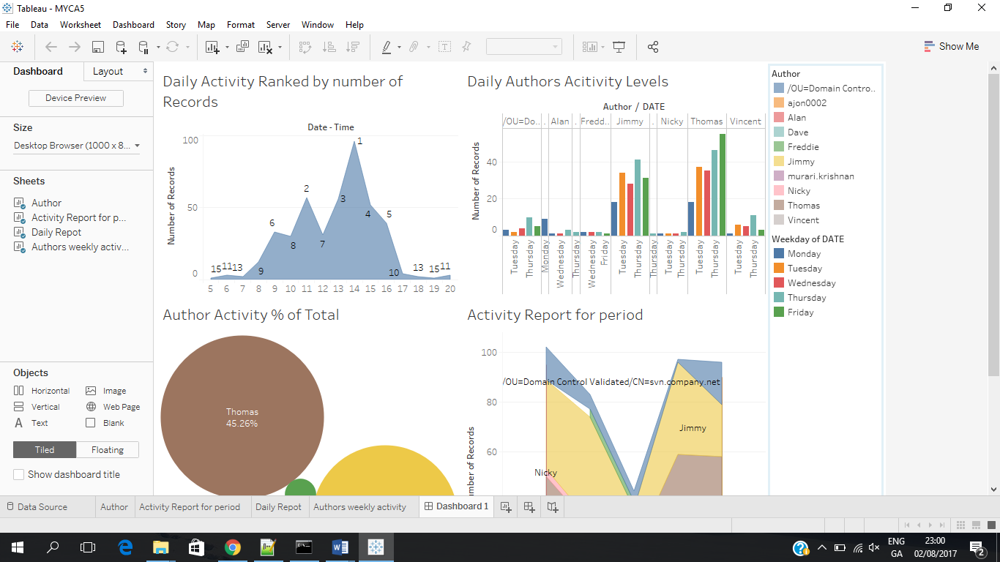 Tableau - MYCA5
File Data Worksheet Dashboard Story Map Format Server Window Help
Show Me
Dashboard
Layout
Device Preview
Size
Desktop Browser (1000 x 8...
Sheets
Author
Activity Report for p...
Daily Repot
Authors weekly activ...
Objects
Horizontal Image
Vertical Web Page
A Text Blank
Tiled Floating
Show dashboard title
Daily Activity Ranked by number of
Records
Date - Time
Number of Records
100
50
0
15 11 13 9 6 8 2 7 3 1 4 5 10 13 15 11
5 6 7 8 9 10 11 12 13 14 15 16 17 18 19 20
Daily Authors Acitivity Levels
Author / DATE
/OU=Do.. . Alan . Fredd.. Jimmy . Nicky Thomas Vincent
Number of Records
40
20
0
Tuesday
Thursday
Monday
Wednesday
Thursday
Wednesday
Friday
Tuesday
Thursday
Thursday
Tuesday
Thursday
Tuesday
Thursday
Tuesday
Thursday
Author Activity % of Total
Thomas
45.26%
Activity Report for period
100
80
60
/OU=Domain Control Validated/CN=svn.company.net
Jimmy
Nicky
umber of Records
Author
/OU=Domain Contro..
ajon0002
Alan
Dave
Freddie
Jimmy
murari.krishnan
Nicky
Thomas
Vincent
Weekday of DATE
Monday
Tuesday
Wednesday
Thursday
Friday
Data Source Author Activity Report for period Daily Repot Authors weekly activity Dashboard 1
ENG
GA
23:00
02/08/2017
2